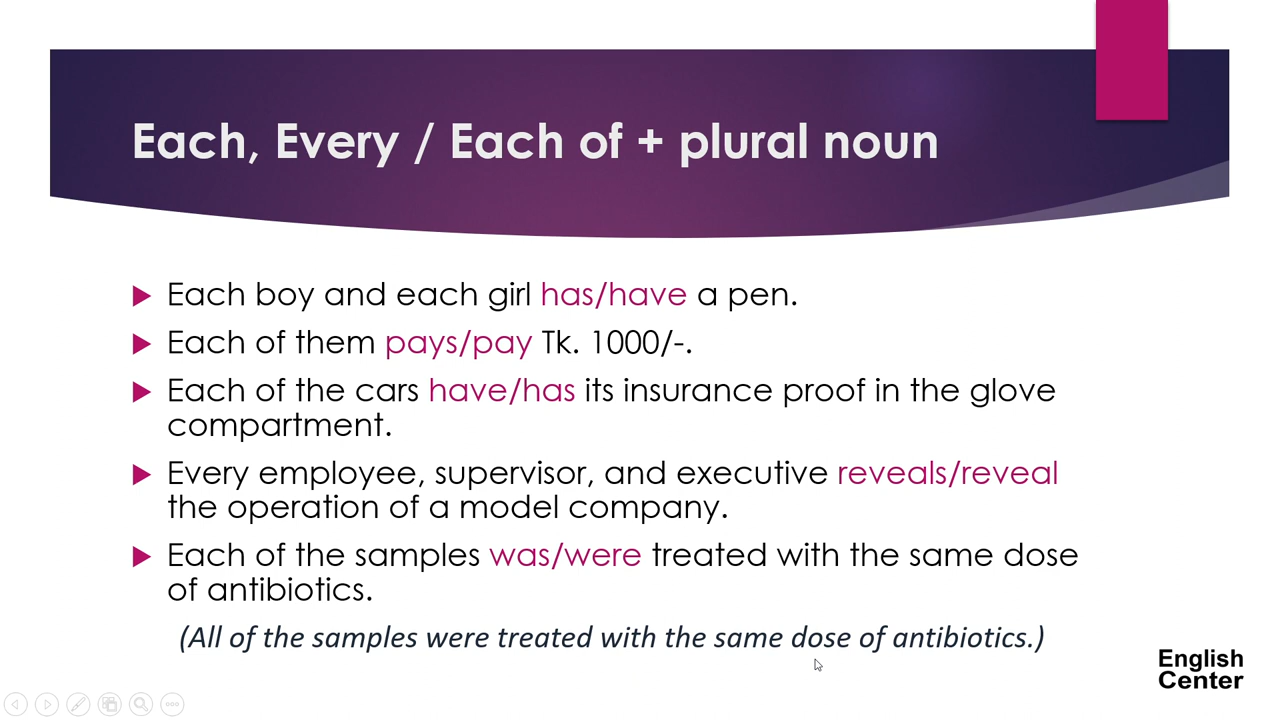 Each, Every / Each of + plural noun
Each boy and each girl has/have a pen.
Each of them pays/pay Tk. 1000/-.
Each of the cars have/has its insurance proof in the glove
compartment.
Every employee, supervisor, and executive reveals/reveal
the operation of a model company.
Each of the samples was/were treated with the same dose
of antibiotics.
(All of the samples were treated with the same dose of antibiotics.)
English
Center